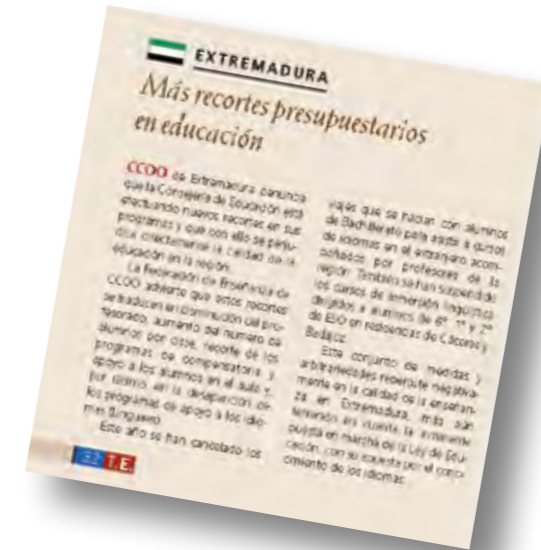 EXTREMADURA
Más recortes presupuestarios
en educación
CCOO de Extremadura denuncia
que la Consejería de Educación está
efectuando nuevos recortes en sus
programas y que con ello se perju-
dica directamente la calidad de la
educación en la región.
La Federación de Enseñanza de
CCOO advierte que estos recortes
se traducen en disminución del pro-
fesorado, aumento del número de
alumnos por clase, recorte de los
programas de compensatoria y
apoyo a los alumnos en el aula y,
por último, en la desaparición de
los programas de apoyo a los idio-
mas
Este año se han cancelado los
viajes que se hacían con alumnos
de Bachillerato para asistir a cursos
de idiomas en el extranjero acom-
pañados por profesores de la
región. También se han suspendido
los cursos de inmersión lingüística
dirigidos a alumnos de 6º, 1º y 2º
de ESO en residencias de Cáceres y
Badajoz.
Este conjunto de medidas y
arbitrariedades repercute negativa-
mente en la calidad de la enseñan-
za en Extremadura, más aún
teniendo en cuenta la inminente
puesta en marcha de la Ley de Edu-
cación, con su apuesta por el cono-
cimiento de los idiomas.
32 T.E.